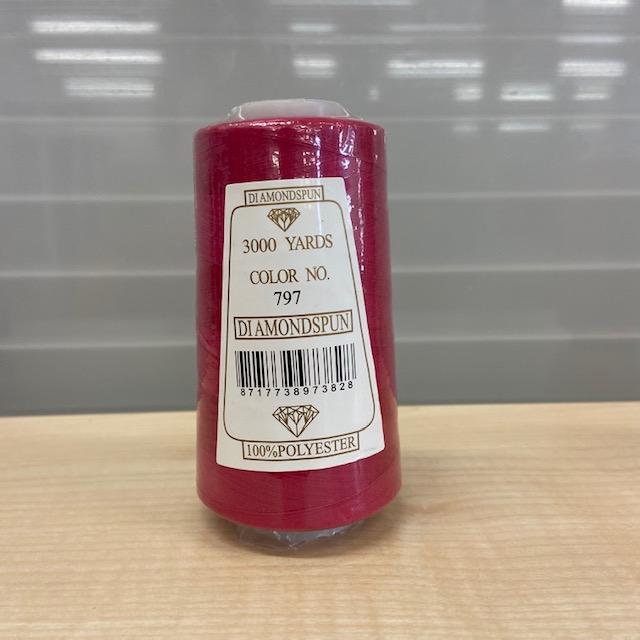 DIAMONDSPUN
3000 YARDS
COLOR NO.
797
DIAMONDSPUN
8717738973828
100%POLYESTER